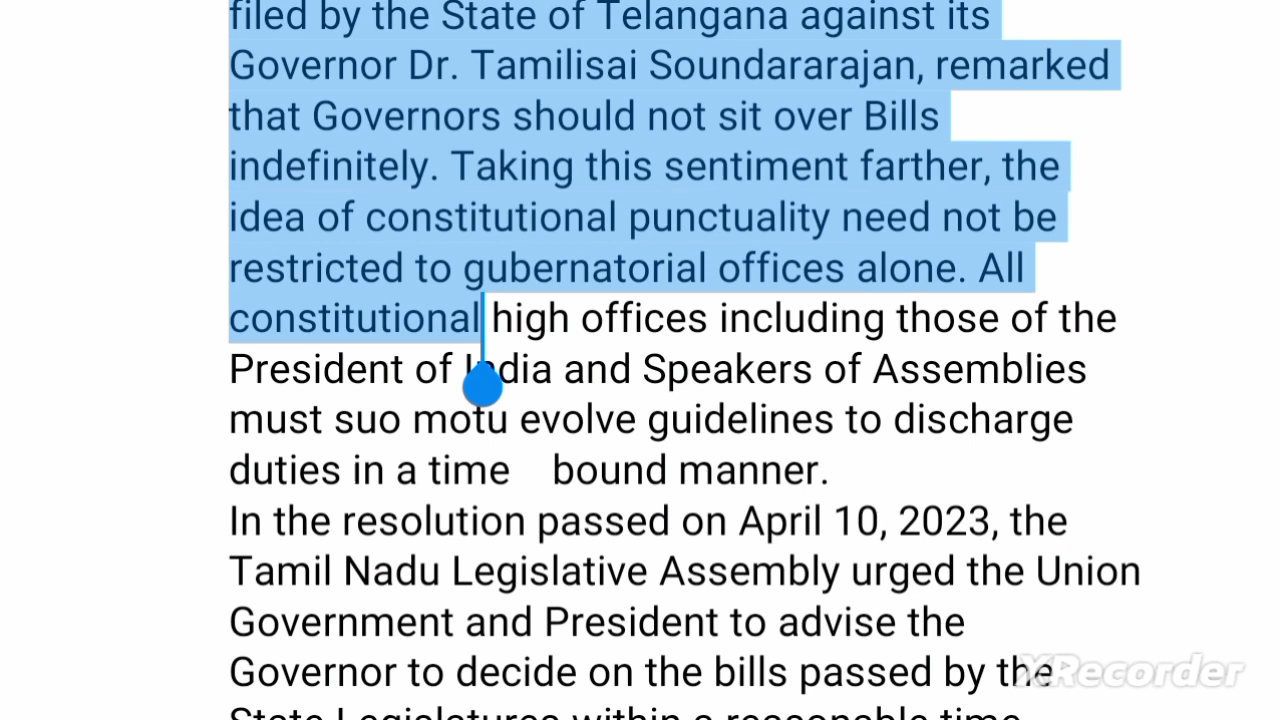 filed by the State of Telangana against its
Governor Dr. Tamilisai Soundararajan, remarked
that Governors should not sit over Bills
indefinitely. Taking this sentiment farther, the
idea of constitutional punctuality need not be
restricted to gubernatorial offices alone. All
constitutional high offices including those of the
President of India and Speakers of Assemblies
must suo motu evolve guidelines to discharge
duties in a time bound manner.
In the resolution passed on April 10, 2023, the
Tamil Nadu Legislative Assembly urged the Union
Government and President to advise the
Governor to decide on the bills passed by the
State Legislatures within a reasonable time
XRecorder